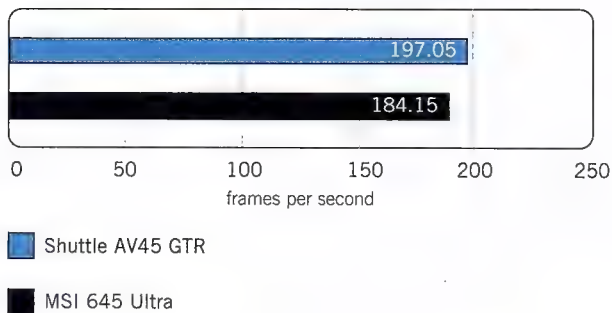 197.05
184.15
0 50 100 150 200 250
frames per second
Shuttle AV45 GTR
MSI 645 Ultra